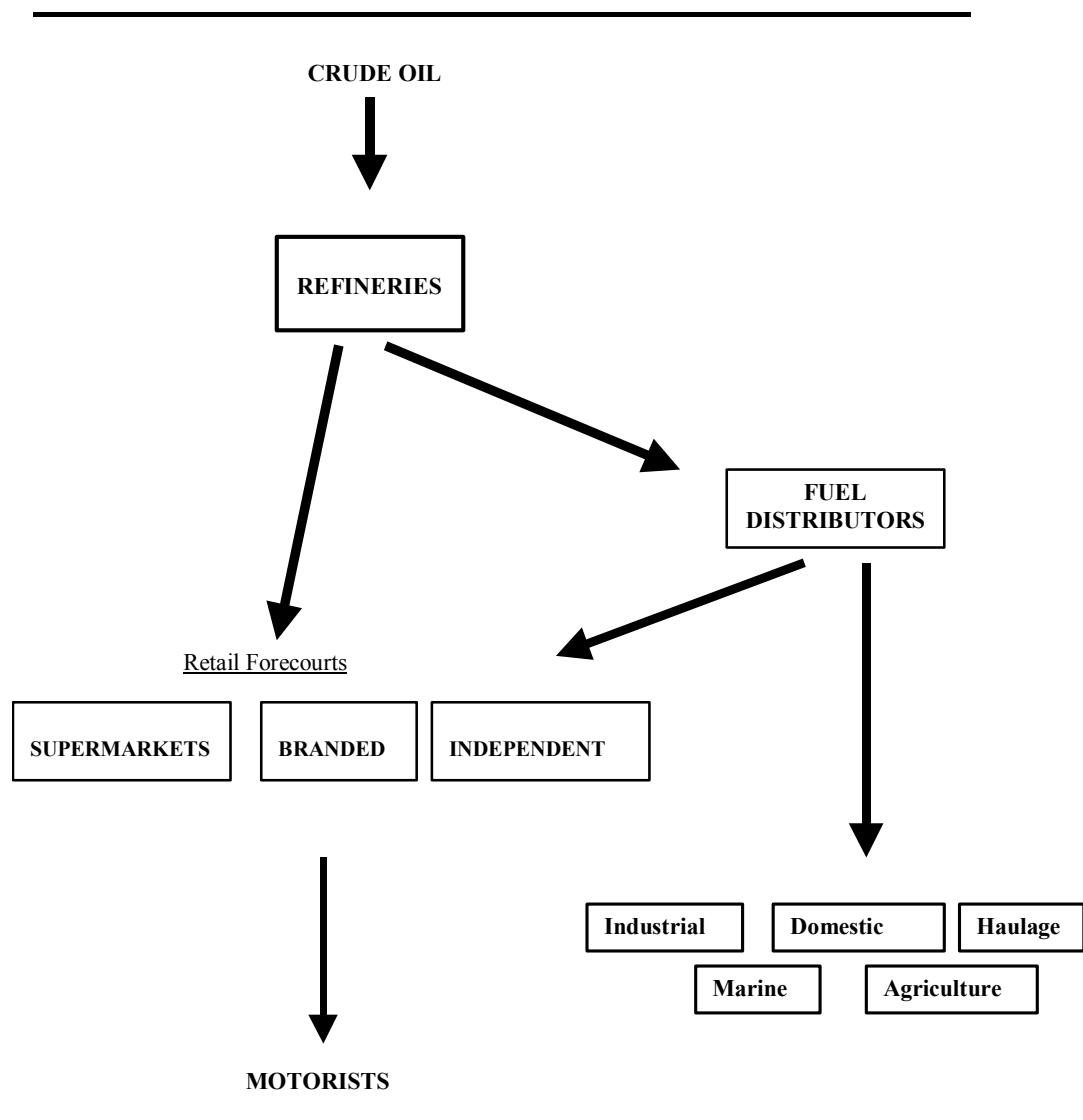 CRUDE OIL
REFINERIES
FUEL
DISTRIBUTORS
Retail Forecourts
SUPERMARKETS
BRANDED
INDEPENDENT
Industrial
Domestic
Haulage
Marine
Agriculture
MOTORISTS